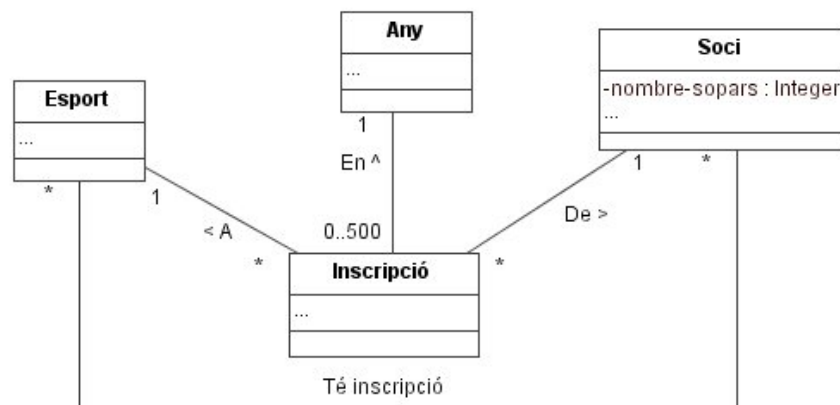 Any
...
Soci
-nombre-sopars : Integer
...
Esport
...
1
*
1
*
1
En ^
< A
0..500
De >
*
*
Inscripció
...
Té inscripció